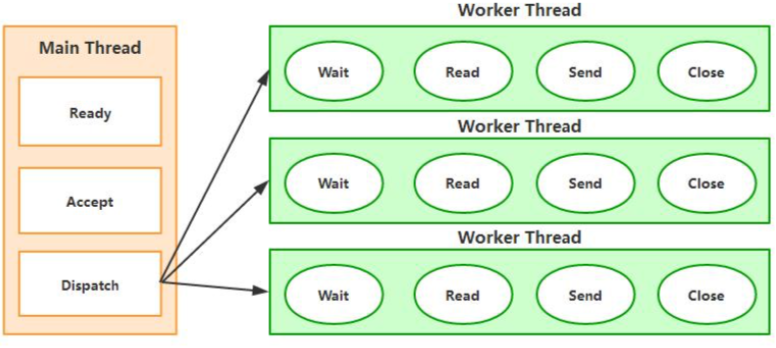 Main Thread
Ready
Accept
Dispatch
Worker Thread
Wait Read Send Close
Worker Thread
Wait Read Send Close
Worker Thread
Wait Read Send Close